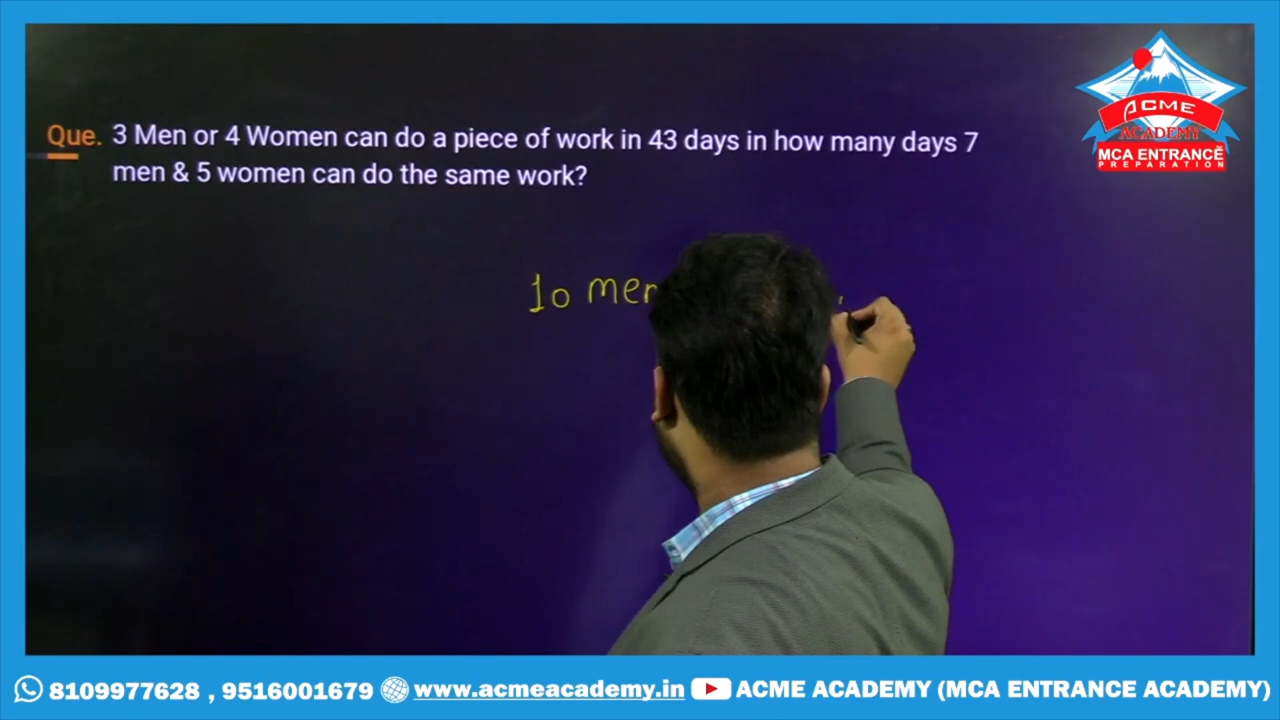 Que. 3 Men or 4 Women can do a piece of work in 43 days in how many days 7
men & 5 women can do the same work?
10 men
ACME
ACADEMY
MCA ENTRANCE
PREPARATION
8109977628 , 9516001679 www.acmeacademy.in ACME ACADEMY (MCA ENTRANCE ACADEMY)